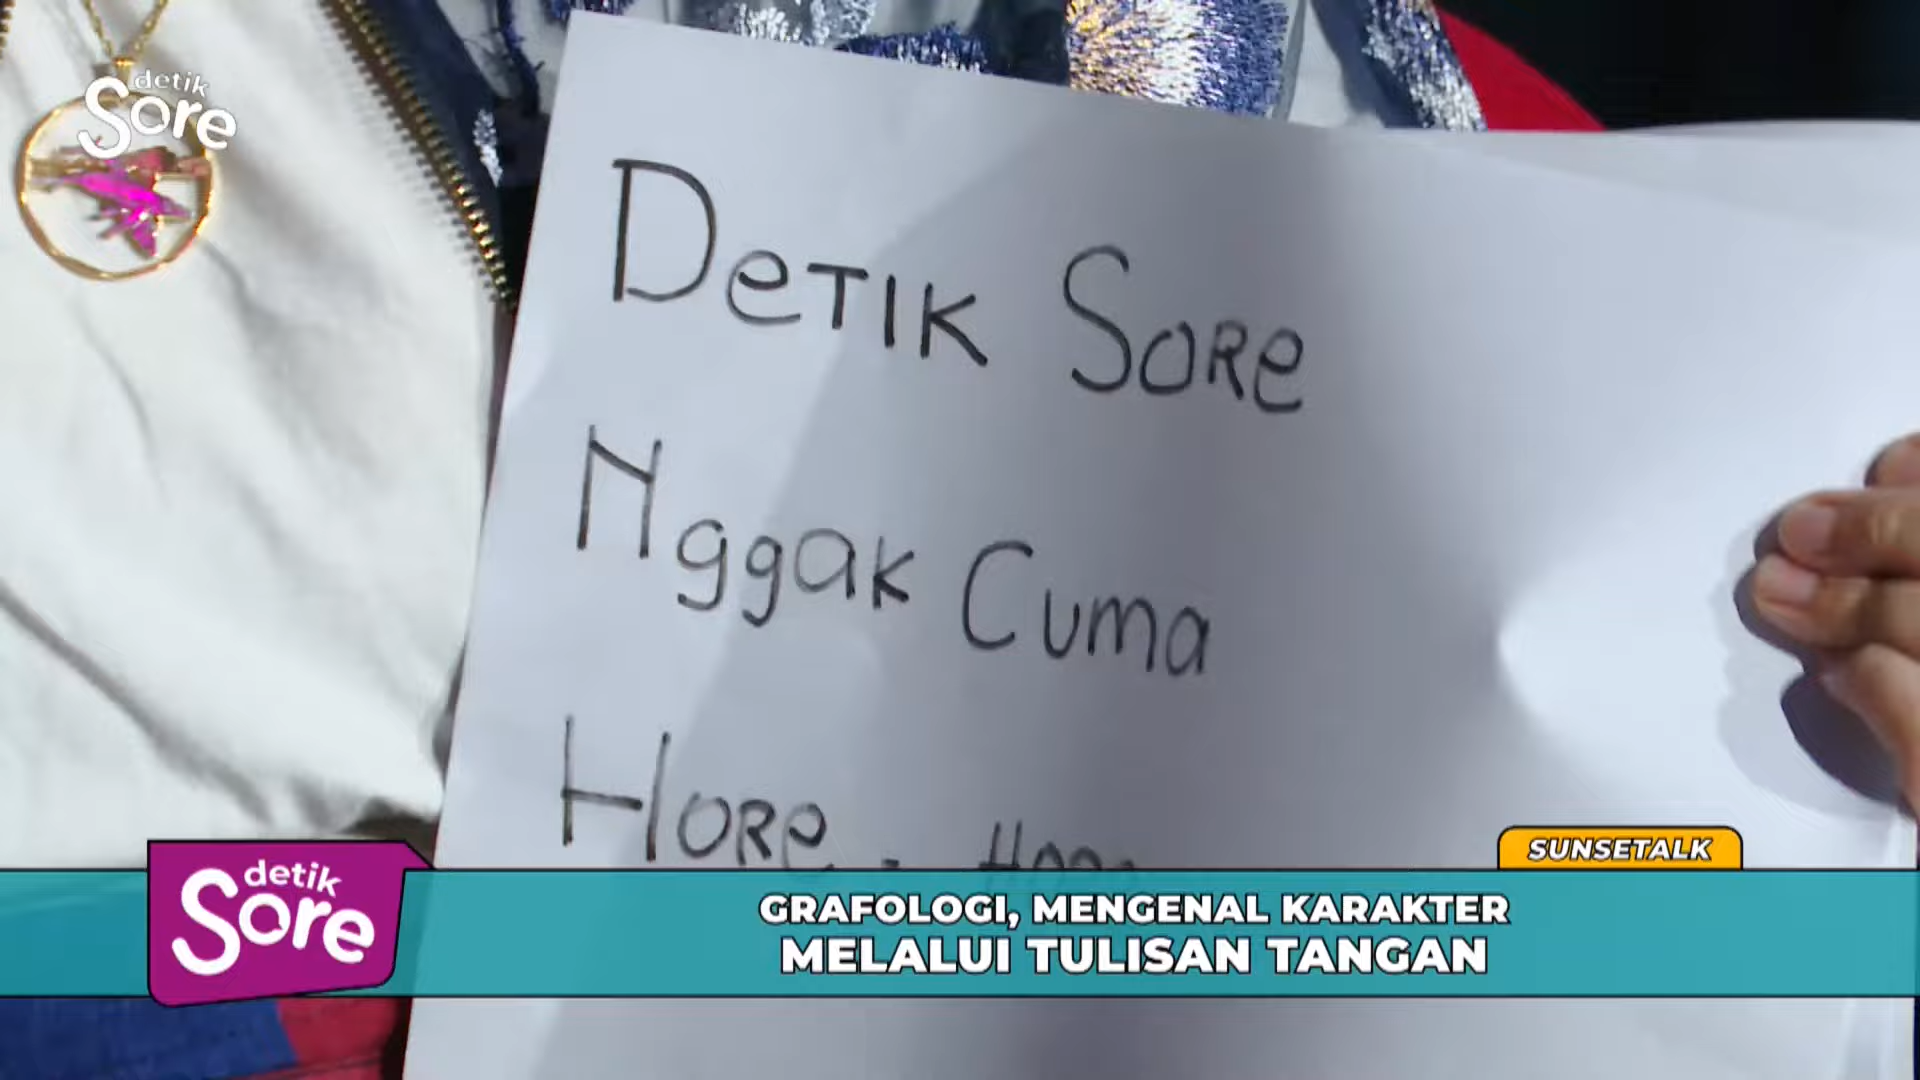 detik
Sore
DeTIK SORe
Nggak Cuma
HORe -
SUNSETALK
detik
Sore
GRAFOLOGI, MENGENAL KARAKTER
MELALUI TULISAN TANGAN